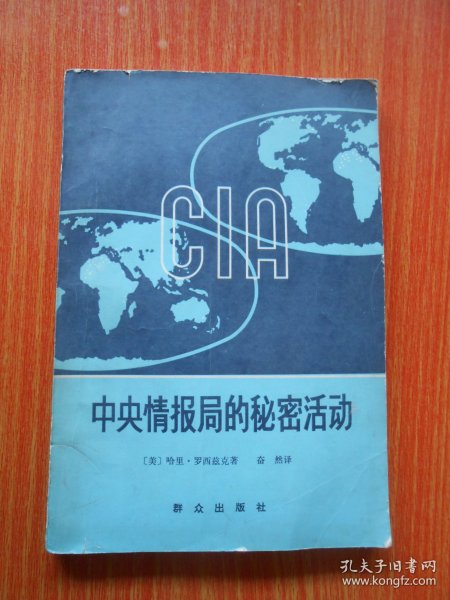 CIA
中央情报局的秘密活动
〔美〕哈里·罗西兹克著 奋然译
群众出版社
孔夫子旧书网
www.kongfz.com